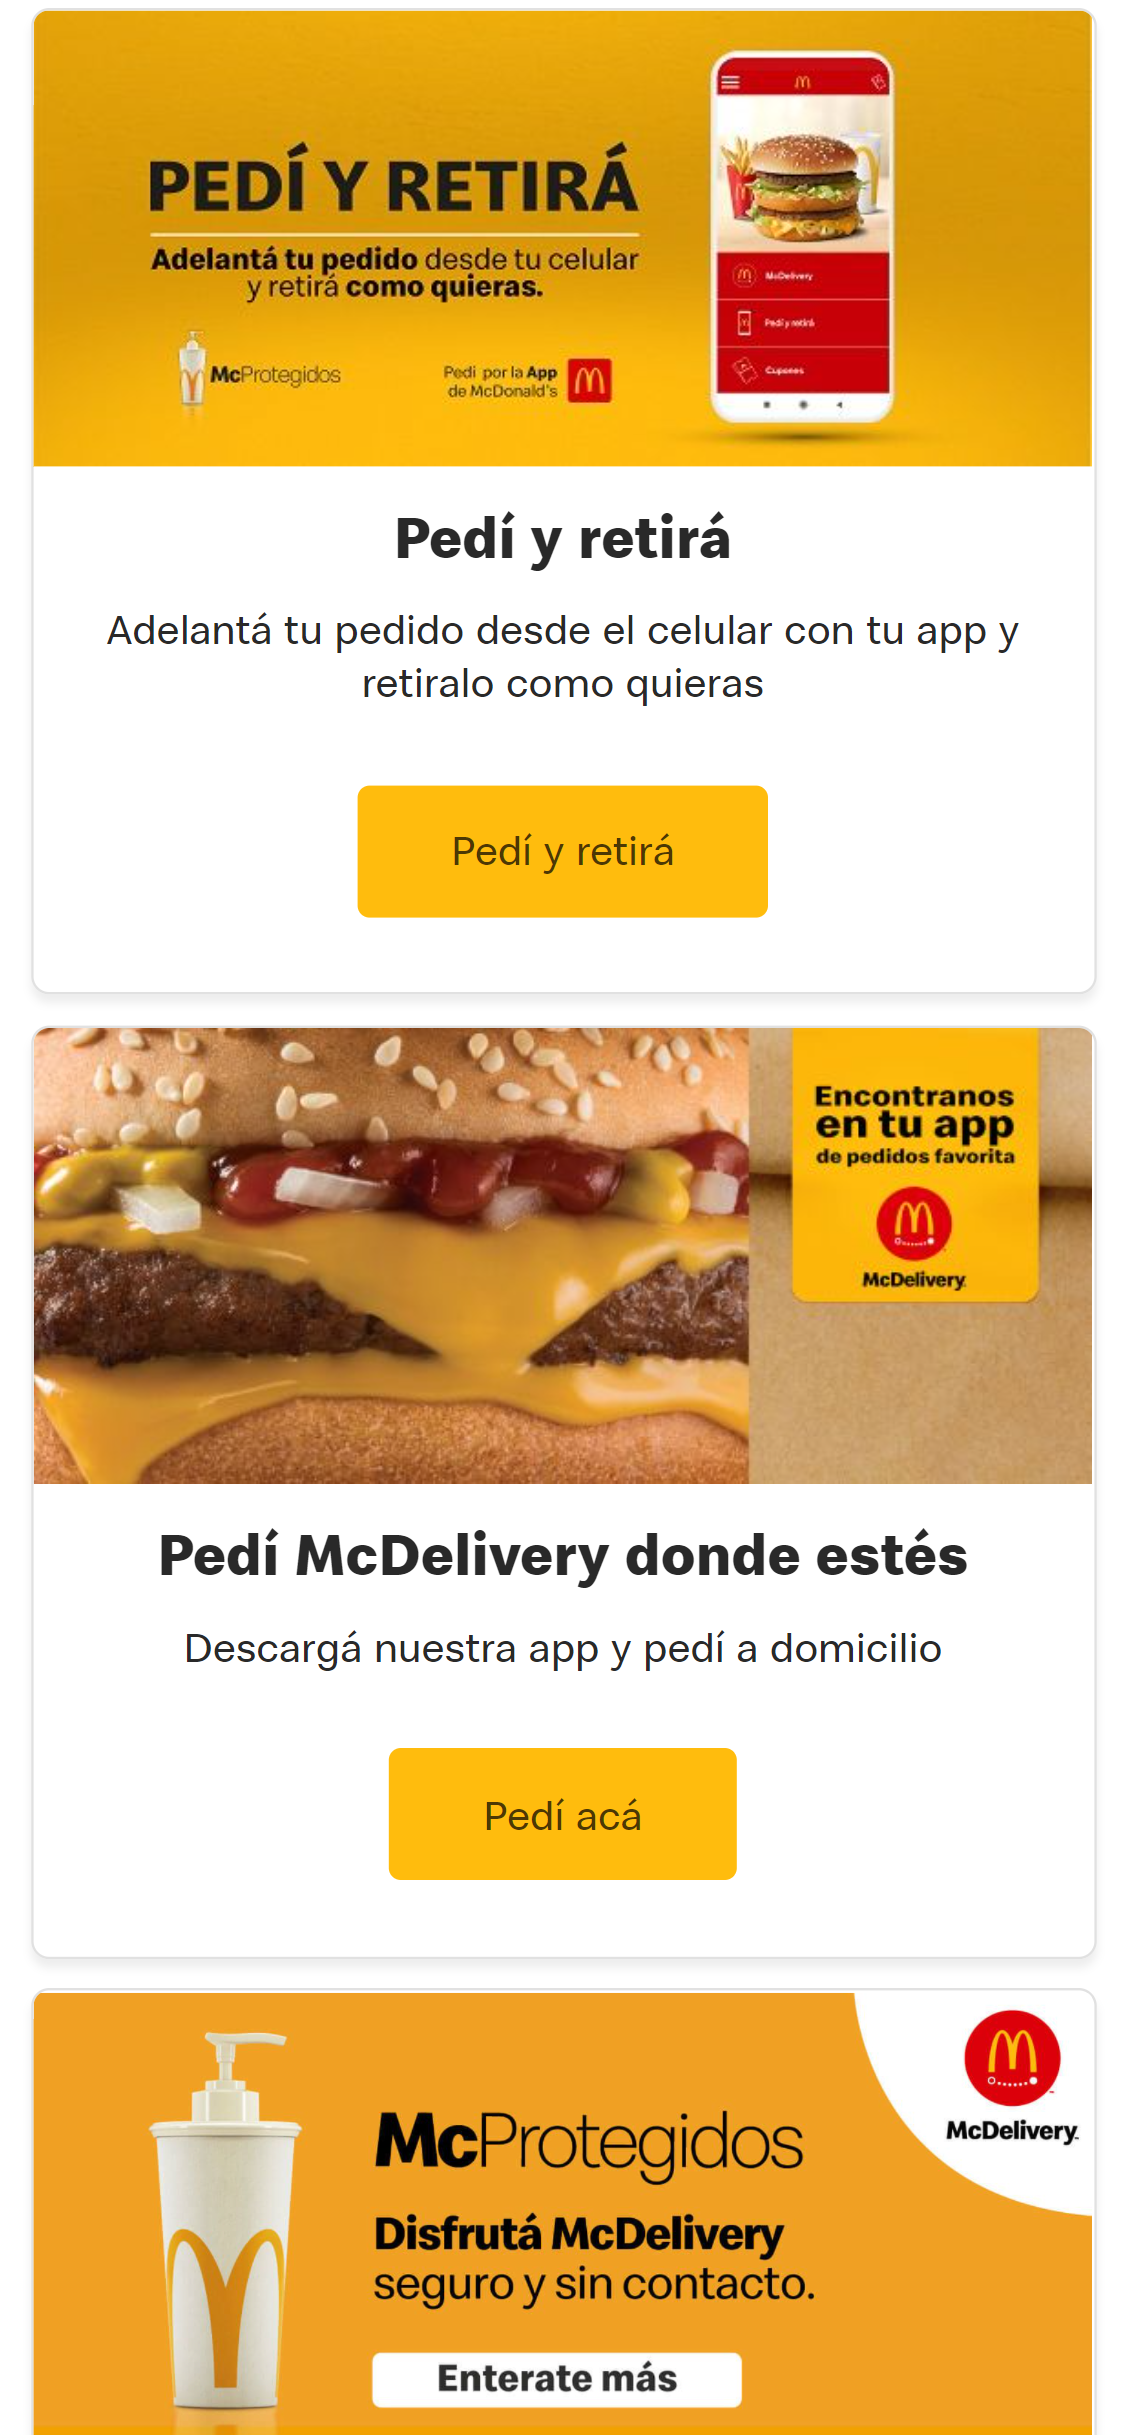 PEDÍ Y RETIRÁ
Adelantá tu pedido desde tu celular
y retirá como quieras.
McProtegidos
Pedi por la App
de McDonald's
McDelivery
Pedí y retirá
Cupones
Pedí y retirá
Adelantá tu pedido desde el celular con tu app y
retiralo como quieras
Pedí y retirá
Encontranos
en tu app
de pedidos favorita
McDelivery
Pedí McDelivery donde estés
Descargá nuestra app y pedí a domicilio
Pedí acá
McDelivery
McProtegidos
Disfrutá McDelivery
seguro y sin contacto.
Enterate más